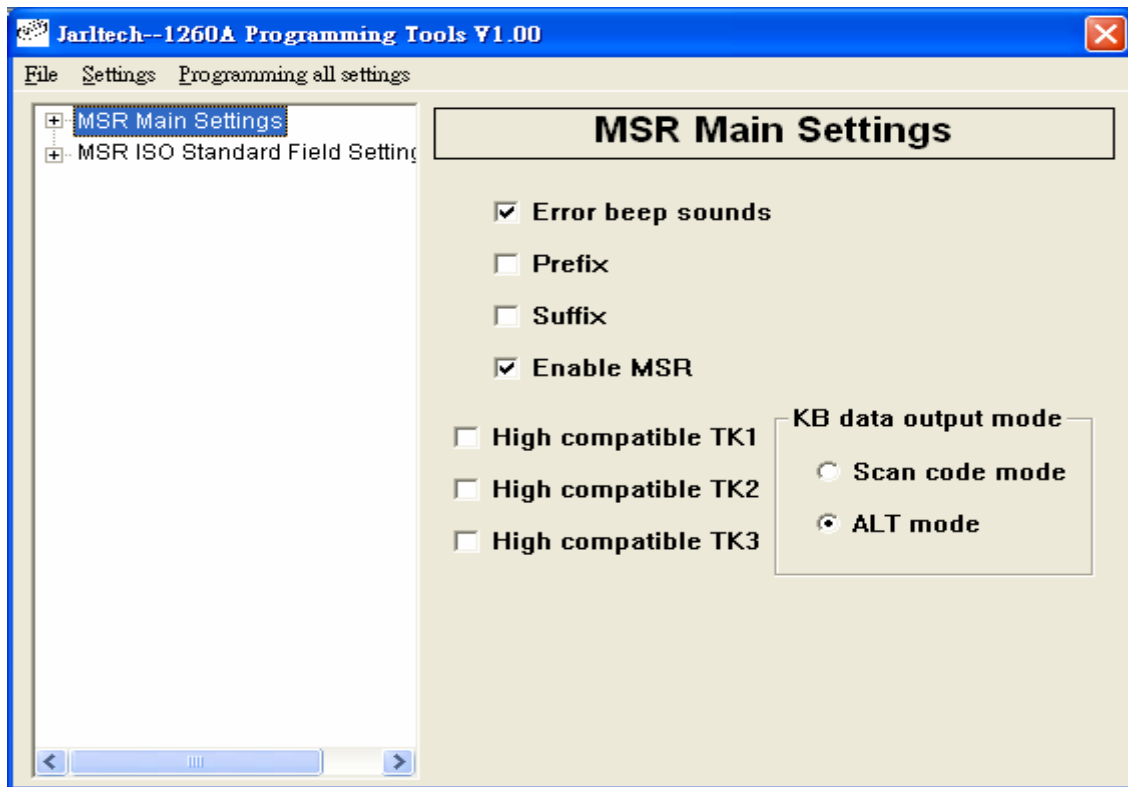 Jarltech--1260A Programming Tools V1.00
File Settings Programming all settings
MSR Main Settings
MSR ISO Standard Field Setting
MSR Main Settings
Error beep sounds
Prefix
Suffix
Enable MSR
High compatible TK1
High compatible TK2
High compatible TK3
KB data output mode
Scan code mode
ALT mode